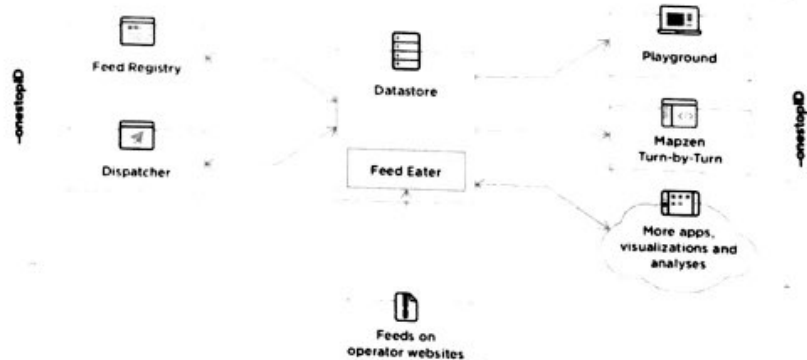 -onestopID
Feed Registry
Dispatcher
Datastore
Feed Eater
Feeds on
operator websites
Playground
Mapzen
Turn-by-Turn
More apps,
visualizations and
analyses
-onestopID